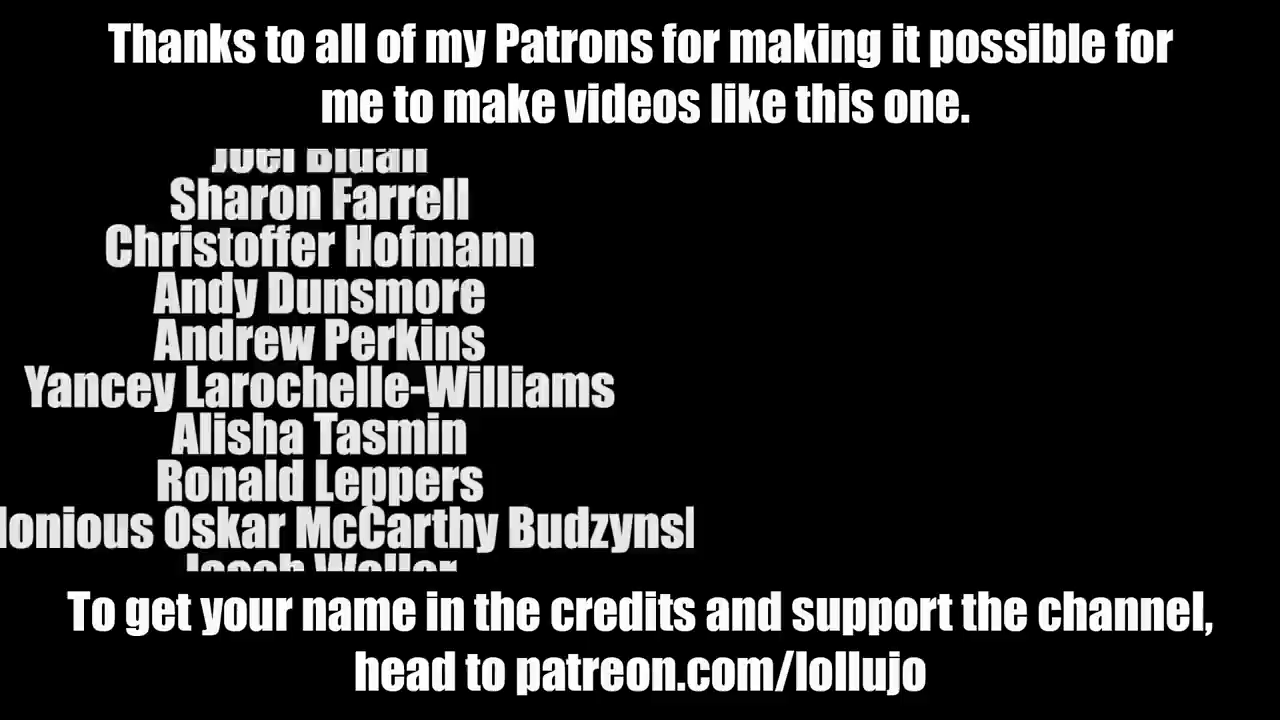 Thanks to all of my Patrons for making it possible for
me to make videos like this one.
Sharon Farrell
Christoffer Hofmann
Andy Dunsmore
Andrew Perkins
Yancey Larochelle-Williams
Alisha Tasmin
Ronald Leppers
Oskar McCarthy
To get your name in the credits and support the channel,
head to patreon.com/lollujo